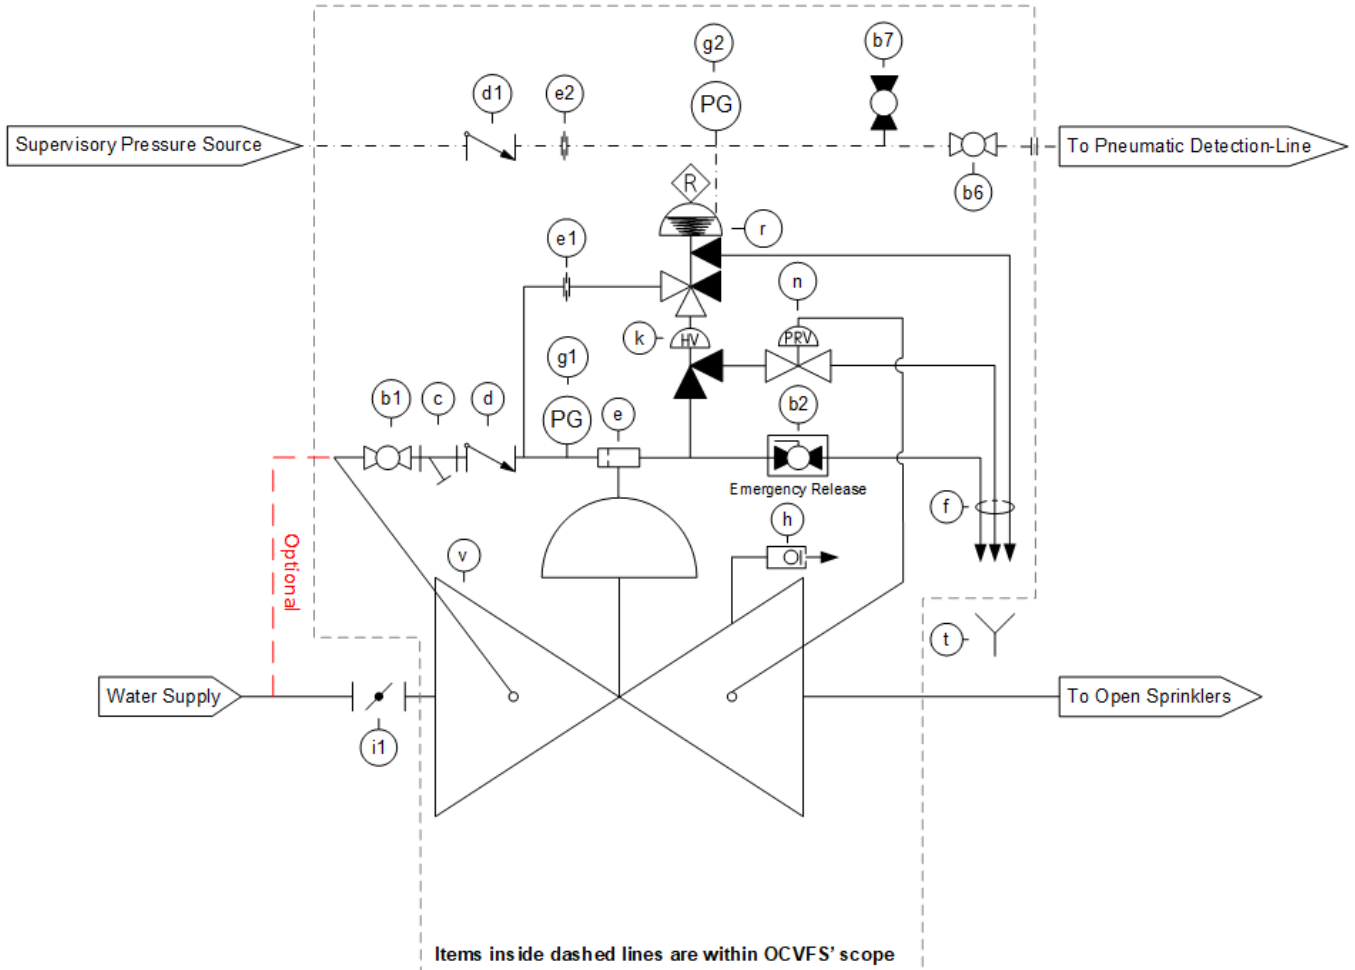 g2
b7
d1
e2
PG
Supervisory Pressure Source
To Pneumatic Detection-Line
R
b6
r
e1
n
k
HV
PRV
g1
b1
c
d
PG
e
b2
Emergency Release
f
h
Optional
v
t
Water Supply
To Open Sprinklers
i1
Items inside dashed lines are within OCVFS' scope